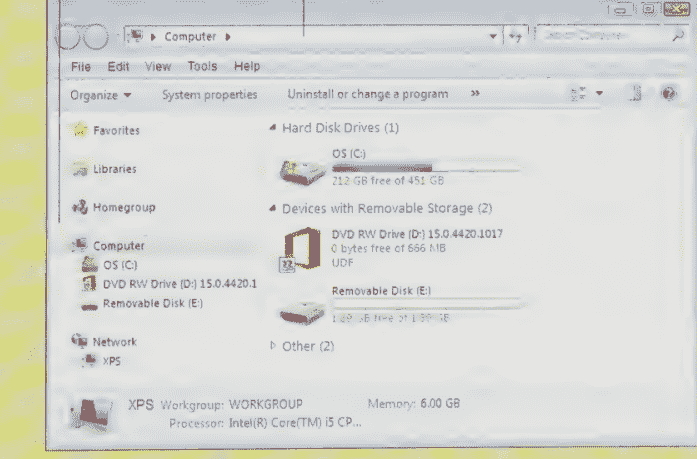 Computer
File Edit View Tools Help
Organize System properties Uninstall or change a program »
Favorites
Libraries
Homegroup
Computer
OS (C:)
DVD RW Drive (D:) 15.0.4420.1
Removable Disk (E:)
Network
XPS
Hard Disk Drives (1)
OS (C:)
212 GB free of 451 GB
Devices with Removable Storage (2)
DVD RW Drive (D:) 15.0.4420.1017
0 bytes free of 666 MB
UDF
Removable Disk (E:)
Other (2)
XPS Workgroup: WORKGROUP Memory: 6.00 GB
Processor: Intel(R) Core(TM) i5 CP...